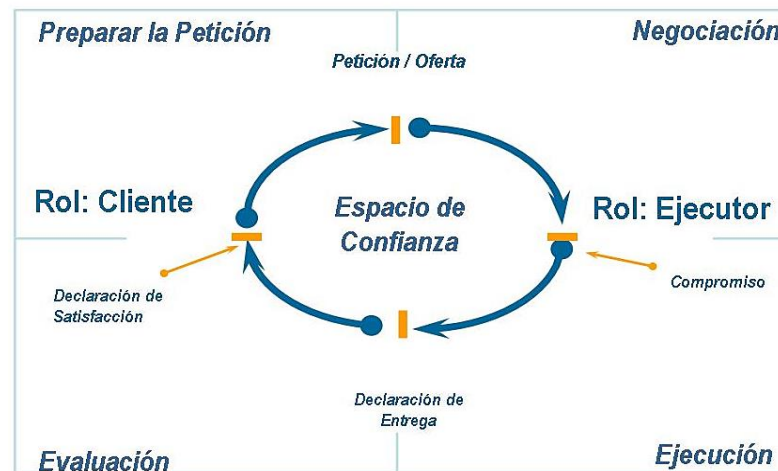 Preparar la Petición
Negociación
Petición / Oferta
Rol: Cliente
Espacio de
Confianza
Rol: Ejecutor
Declaración de
Satisfacción
Compromiso
Declaración de
Entrega
Evaluación
Ejecución